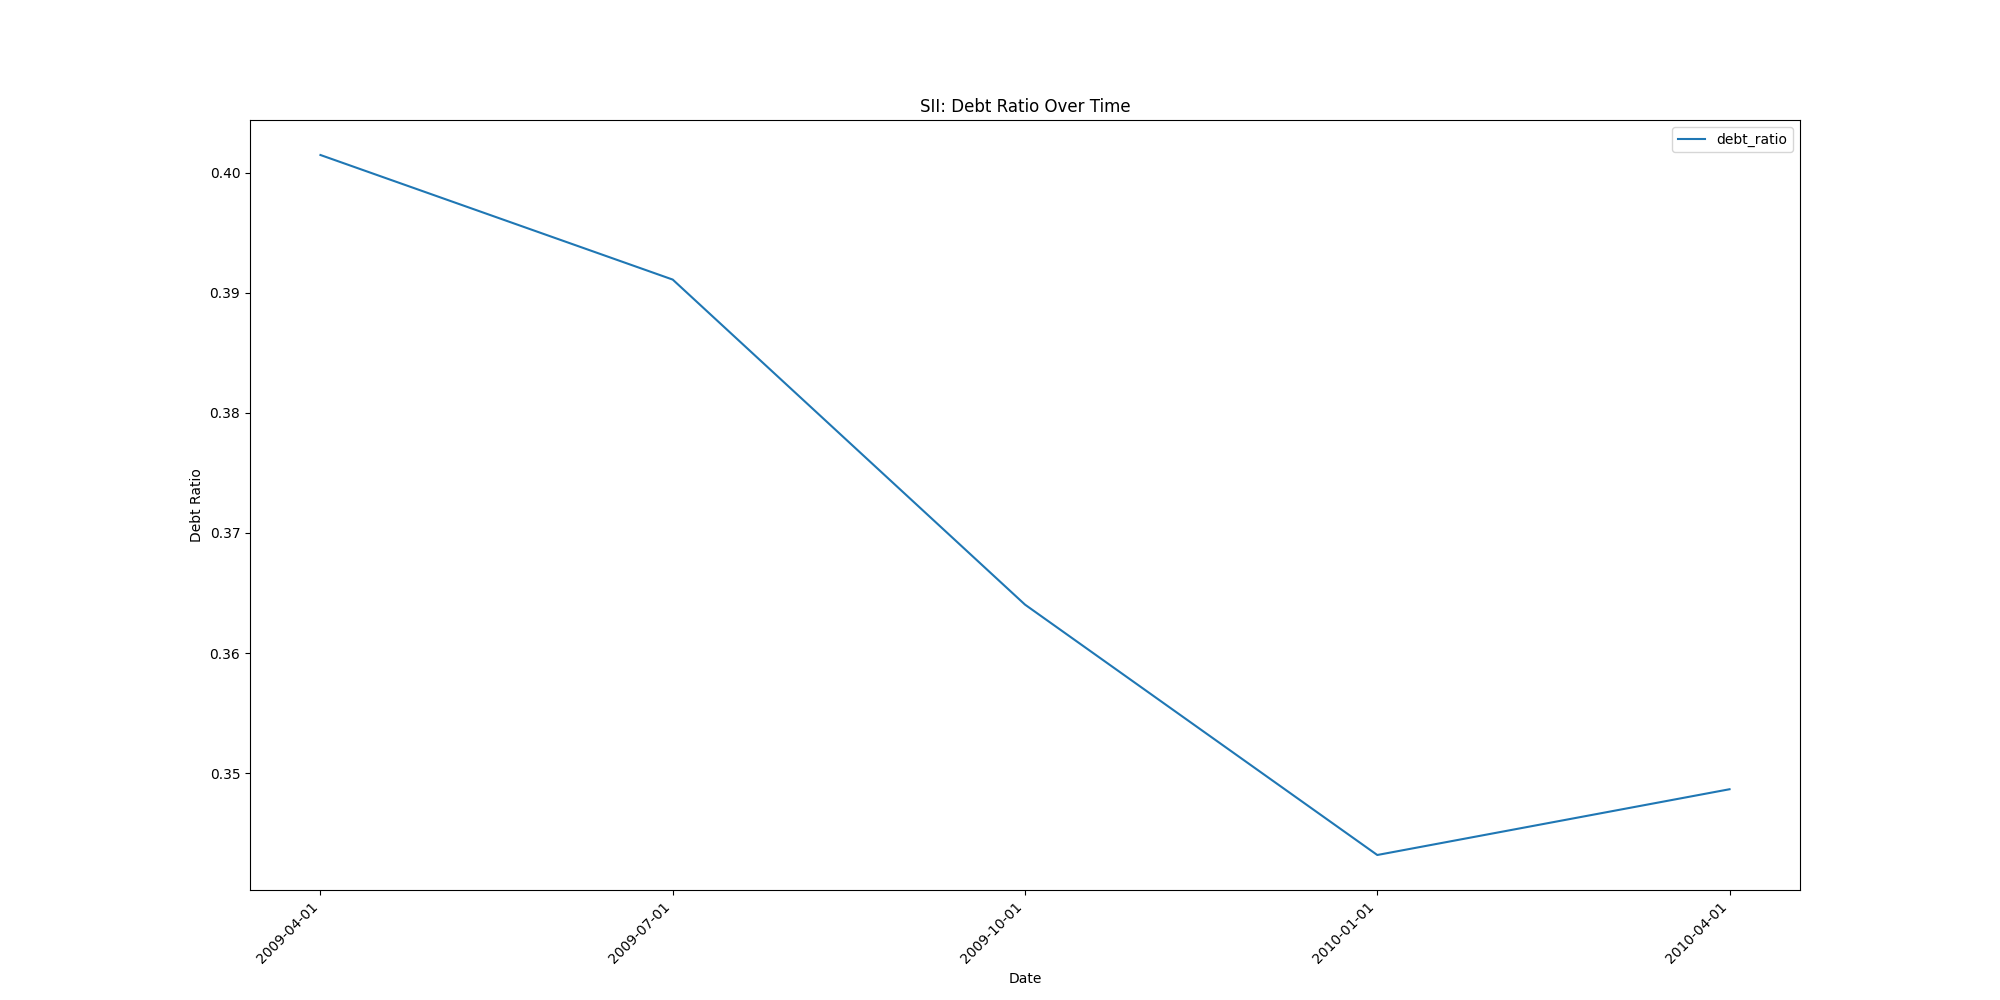 SII: Debt Ratio Over Time
debt_ratio
0.40
0.39
0.38
0.37
0.36
0.35
Debt Ratio
2009-04-01
2009-07-01
2009-10-01
2010-01-01
2010-04-01
Date